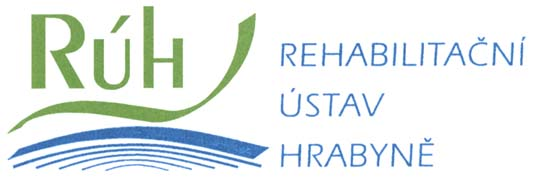 RÚH
REHABILITAČNÍ
ÚSTAV
HRABYNĚ